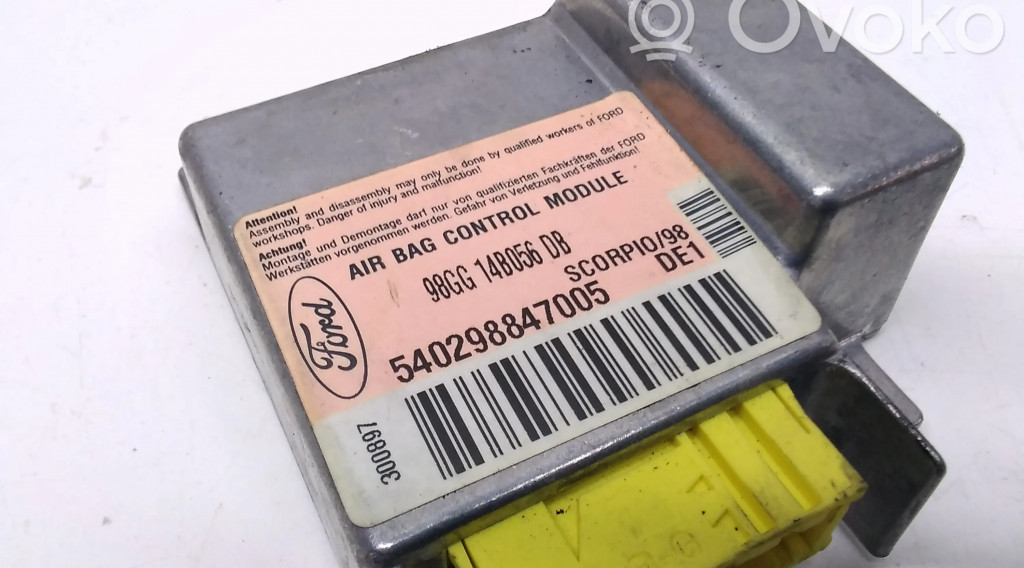 Ovoko
Attention!
Assembly and disassembly may only be done by qualified workers of FORD
workshops. Danger of injury and malfunction!
Achtung!
Montage und Demontage darf nur von qualifizierten Fachkräften der FORD
Werkstätten vorgenommen werden. Gefahr von Verletzung und Fehlfunktion!
AIR BAG CONTROL MODULE
98GG 14B056 DB
SCORPIO/98
DE1
540298847005
Ford
300897